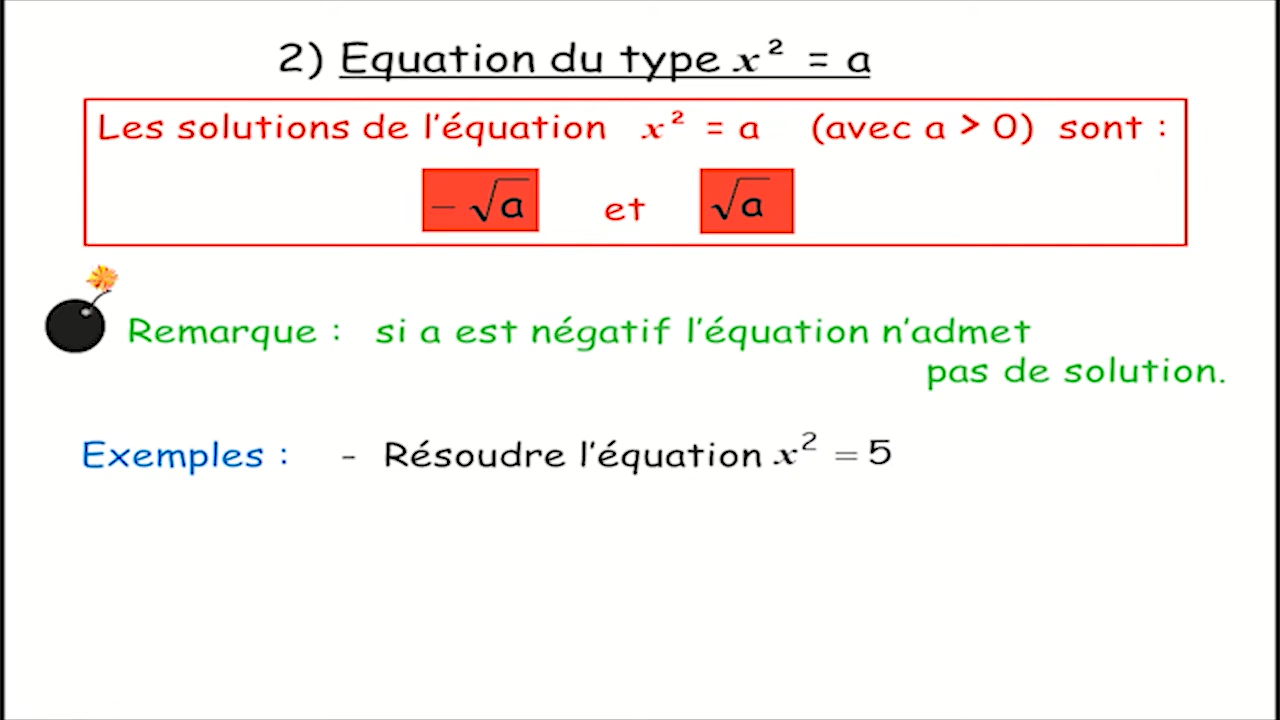 2) Equation du type x² = a
Les solutions de l'équation x² = a (avec a > 0) sont :
− √a et √a
Remarque : si a est négatif l'équation n'admet
pas de solution.
Exemples : - Résoudre l'équation x² = 5